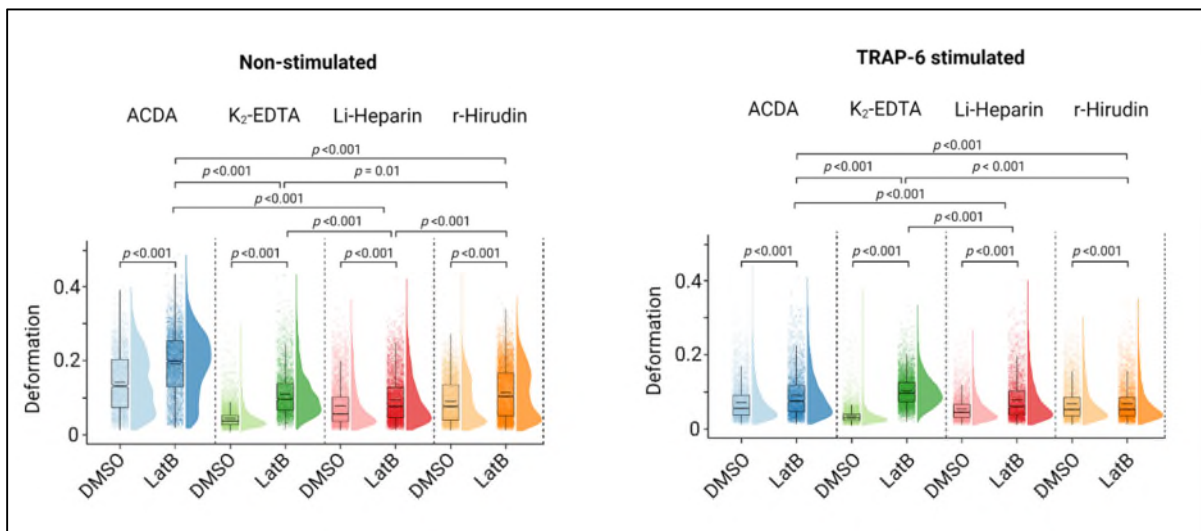 Non-stimulated
ACDA K₂-EDTA Li-Heparin r-Hirudin
p <0.001
p <0.001 p = 0.01
p <0.001
p <0.001 p <0.001
p <0.001 p <0.001 p <0.001 p <0.001
Deformation
0.4
0.2
0
DMSO LatB DMSO LatB DMSO LatB DMSO LatB
TRAP-6 stimulated
ACDA K₂-EDTA Li-Heparin r-Hirudin
p <0.001
p <0.001 p < 0.001
p <0.001
p <0.001
p <0.001 p <0.001 p <0.001 p <0.001
Deformation
0.4
0.2
0
DMSO LatB DMSO LatB DMSO LatB DMSO LatB